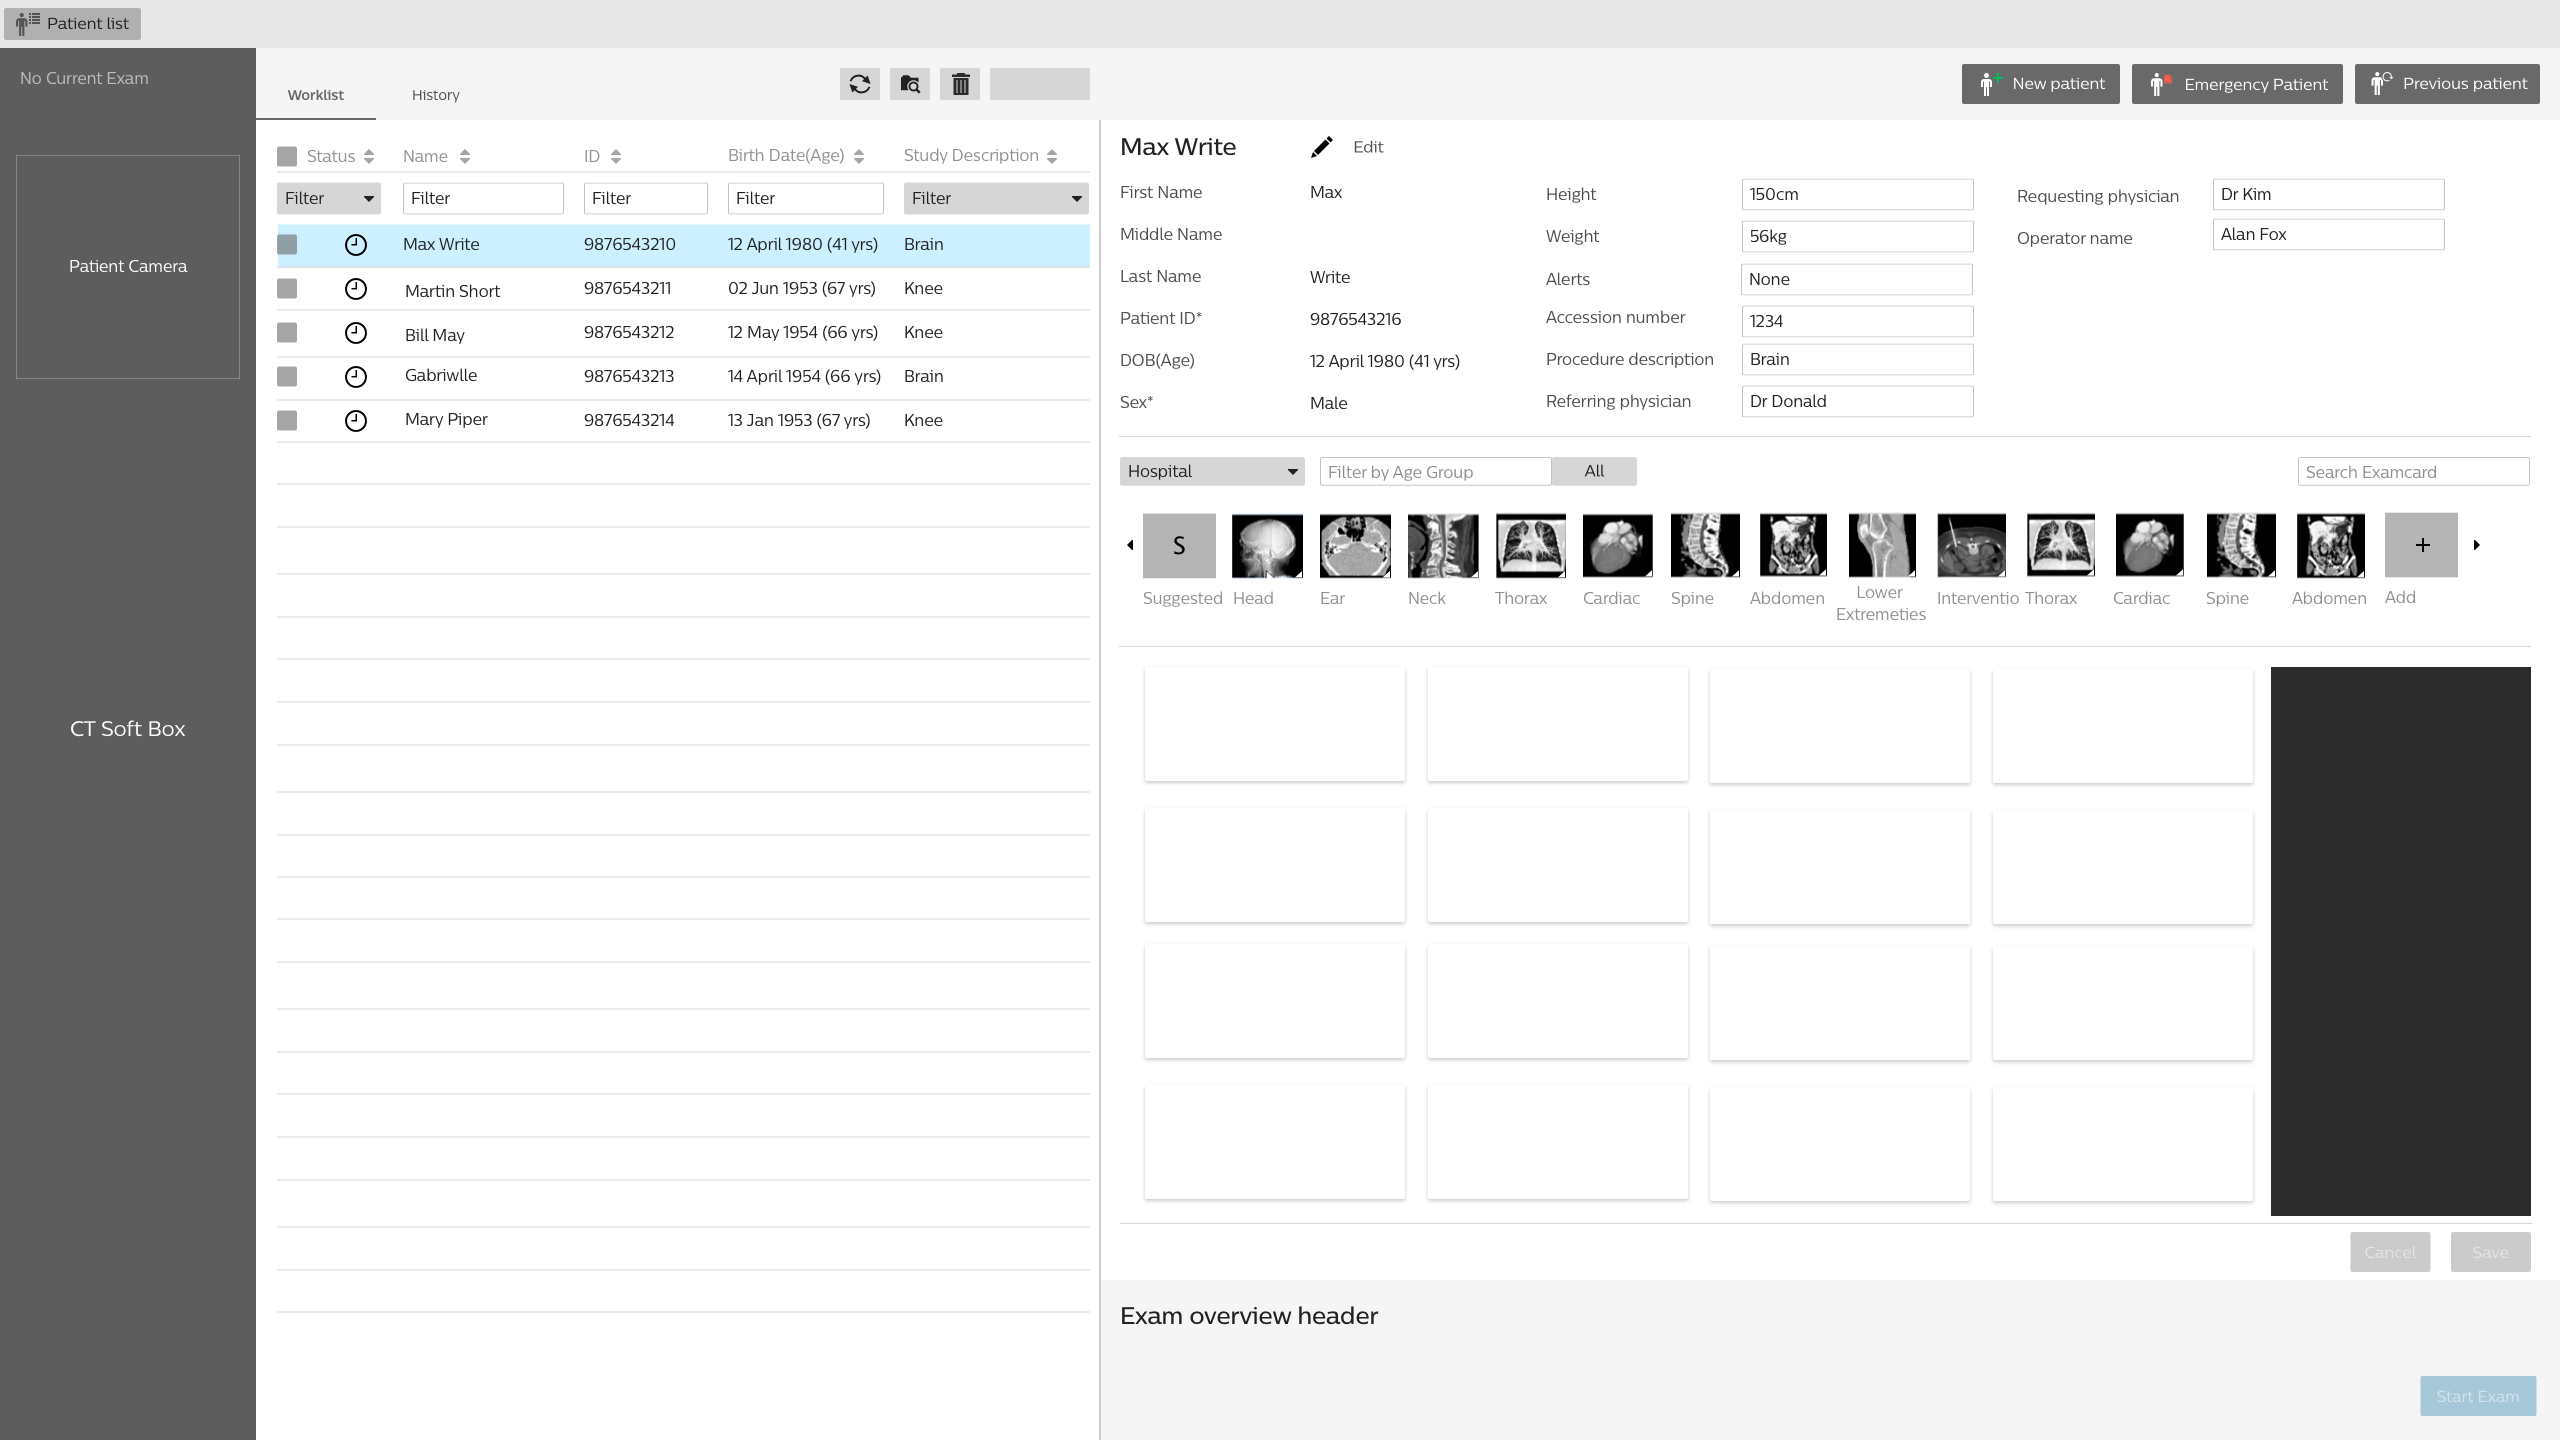 Patient list
No Current Exam
Patient Camera
CT Soft Box
Worklist History
New patient Emergency Patient Previous patient
Status Name ID Birth Date(Age) Study Description
Filter Filter Filter Filter Filter
Max Write 9876543210 12 April 1980 (41 yrs) Brain
Martin Short 9876543211 02 Jun 1953 (67 yrs) Knee
Bill May 9876543212 12 May 1954 (66 yrs) Knee
Gabriwlle 9876543213 14 April 1954 (66 yrs) Brain
Mary Piper 9876543214 13 Jan 1953 (67 yrs) Knee
Max Write Edit
First Name Max Height 150cm Requesting physician Dr Kim
Middle Name Weight 56kg Operator name Alan Fox
Last Name Write Alerts None
Patient ID* 9876543216 Accession number 1234
DOB(Age) 12 April 1980 (41 yrs) Procedure description Brain
Sex* Male Referring physician Dr Donald
Hospital Filter by Age Group All Search Examcard
S +
Suggested Head Ear Neck Thorax Cardiac Spine Abdomen Lower Extremeties Interventio Thorax Cardiac Spine Abdomen Add
Cancel Save
Exam overview header
Start Exam